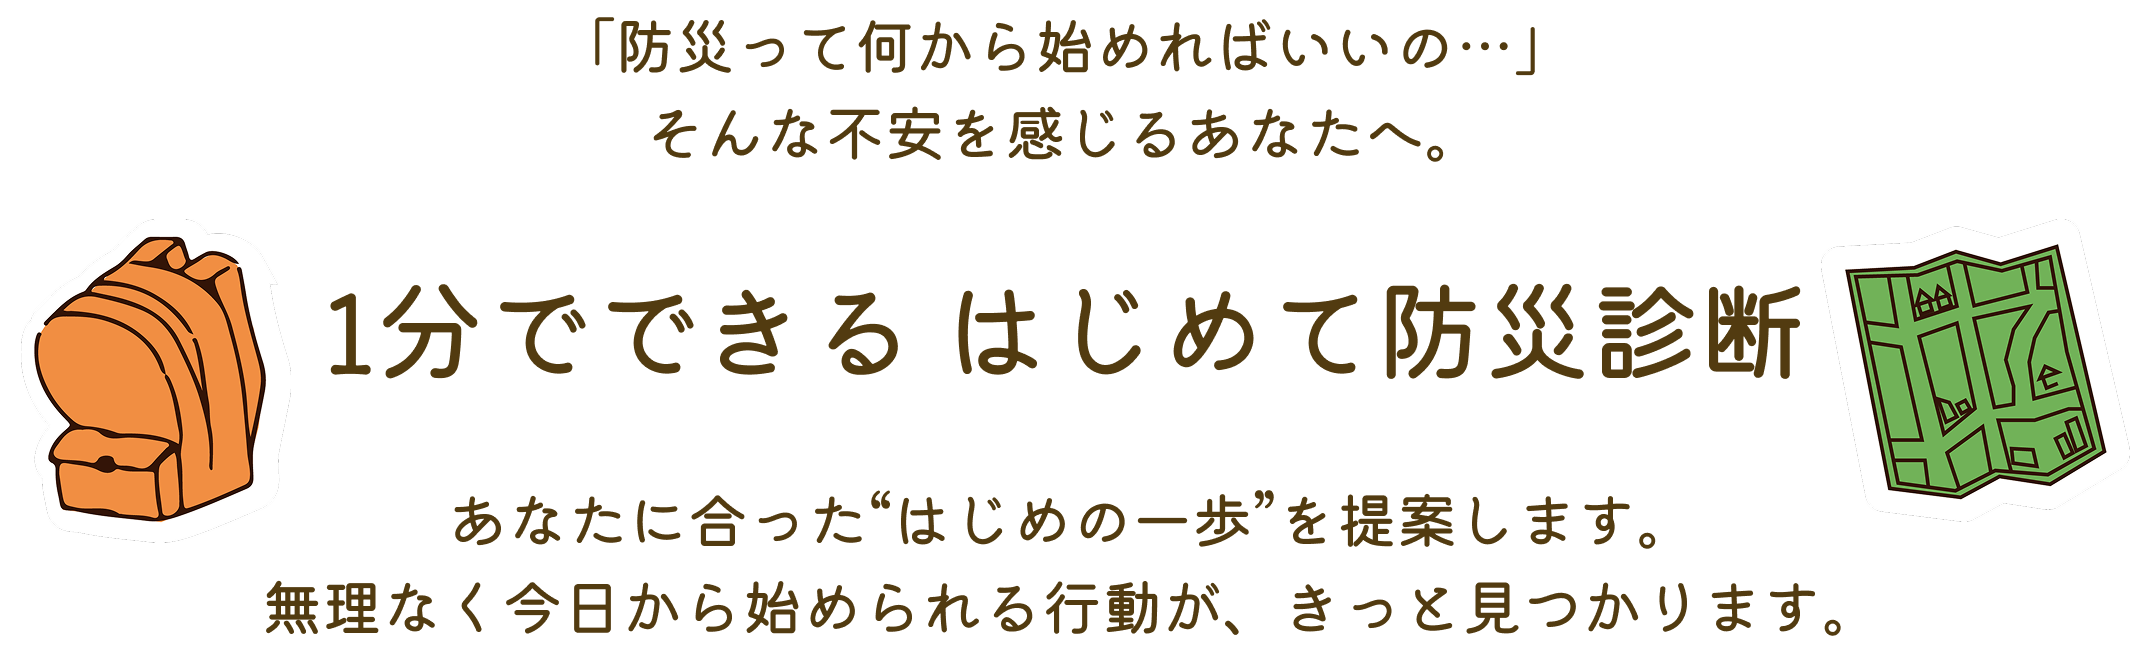 「防災って何から始めればいいの…」
そんな不安を感じるあなたへ。
1分でできる はじめて防災診断
あなたに合った“はじめの一歩”を提案します。
無理なく今日から始められる行動が、きっと見つかります。